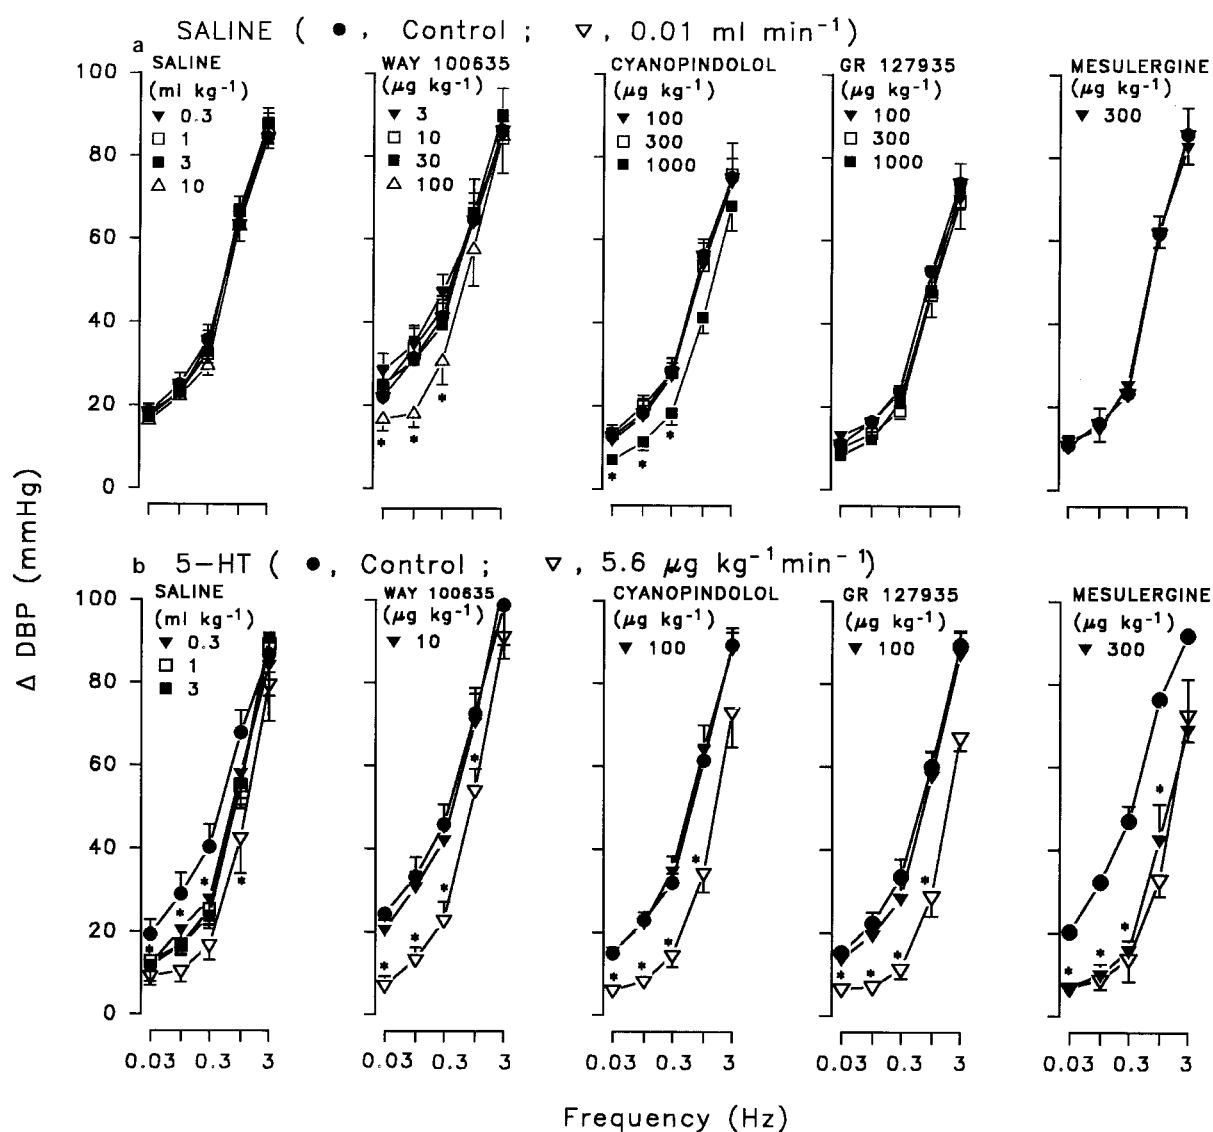 SALINE ( ●, Control ; ▽, 0.01 ml min⁻¹)
a
SALINE
(ml kg⁻¹)
▼ 0.3
□ 1
■ 3
△ 10
WAY 100635
(μg kg⁻¹)
▼ 3
□ 10
■ 30
△ 100
CYANOPINDOLOL
(μg kg⁻¹)
▼ 100
□ 300
■ 1000
GR 127935
(μg kg⁻¹)
▼ 100
□ 300
■ 1000
MESULERGINE
(μg kg⁻¹)
▼ 300
100
80
60
40
20
0
* * *
* * *
Δ DBP (mmHg)
b 5-HT ( ●, Control ; ▽, 5.6 μg kg⁻¹min⁻¹)
SALINE
(ml kg⁻¹)
▼ 0.3
□ 1
■ 3
WAY 100635
(μg kg⁻¹)
▼ 10
CYANOPINDOLOL
(μg kg⁻¹)
▼ 100
GR 127935
(μg kg⁻¹)
▼ 100
MESULERGINE
(μg kg⁻¹)
▼ 300
100
80
60
40
20
0
* * * *
* * * *
* * * *
* * * *
* * * *
0.03 0.3 3
0.03 0.3 3
0.03 0.3 3
0.03 0.3 3
0.03 0.3 3
Frequency (Hz)